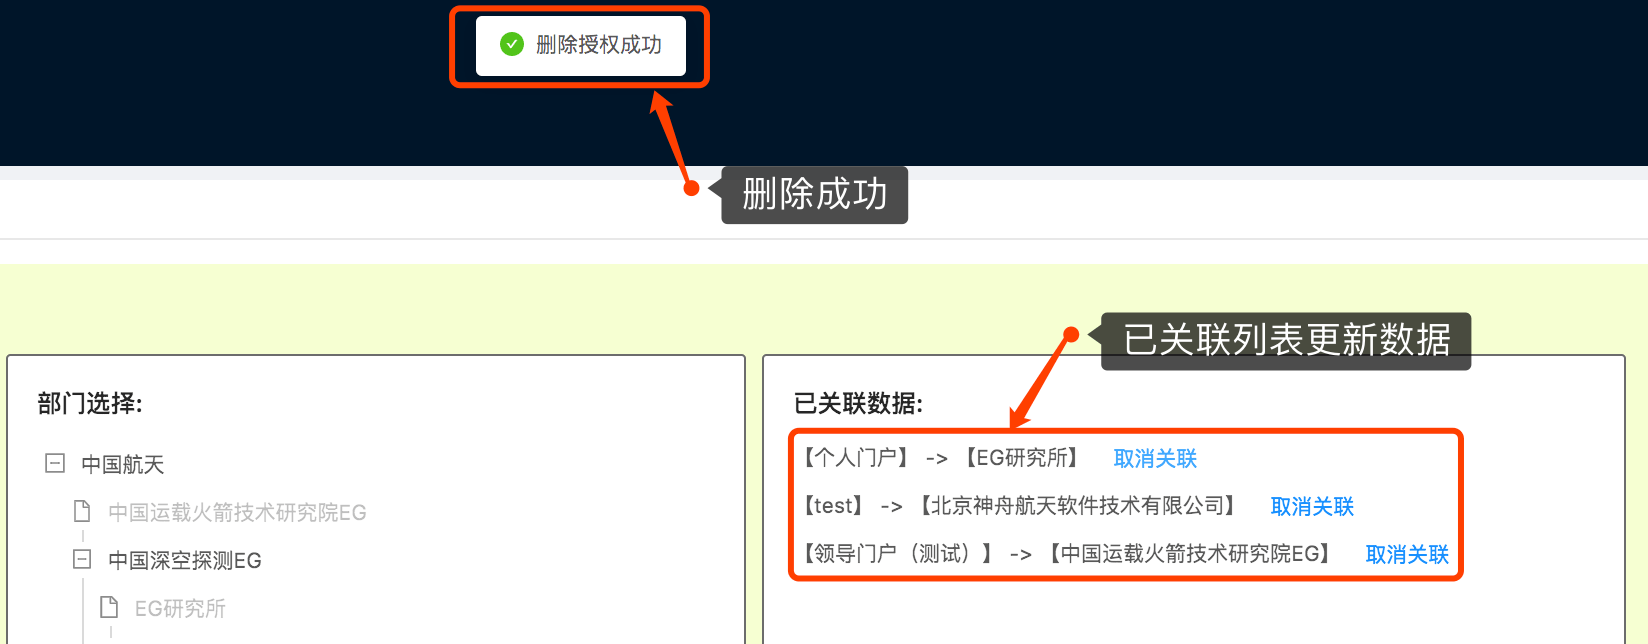 删除授权成功
删除成功
已关联列表更新数据
部门选择:
中国航天
中国运载火箭技术研究院EG
中国深空探测EG
EG研究所
已关联数据:
【个人门户】 -> 【EG研究所】 取消关联
【test】 -> 【北京神舟航天软件技术有限公司】 取消关联
【领导门户（测试）】 -> 【中国运载火箭技术研究院EG】 取消关联